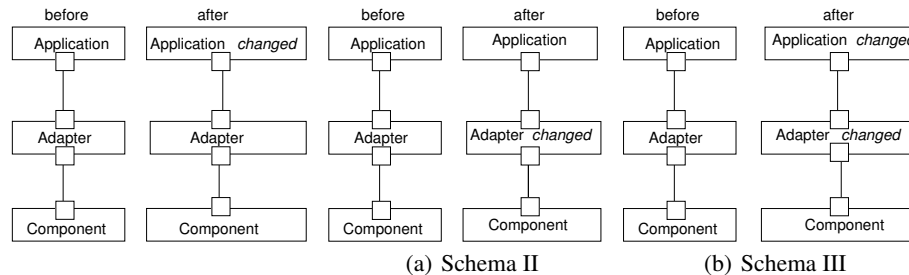 before after before after before after
Application Application changed Application Application Application Application changed
Adapter Adapter Adapter Adapter changed Adapter Adapter changed
Component Component Component Component Component Component
(a) Schema II (b) Schema III